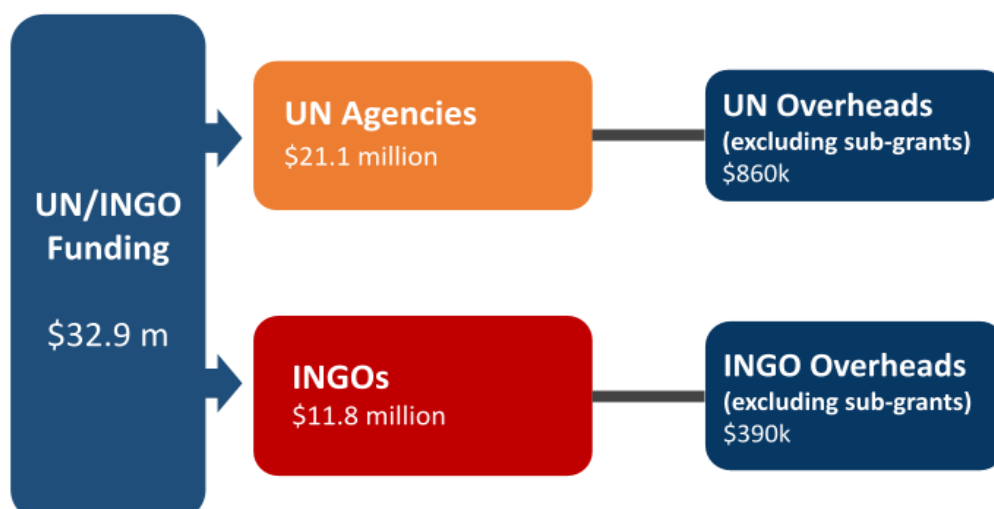 UN/INGO
Funding
$32.9 m
UN Agencies
$21.1 million
UN Overheads
(excluding sub-grants)
$860k
INGOs
$11.8 million
INGO Overheads
(excluding sub-grants)
$390k